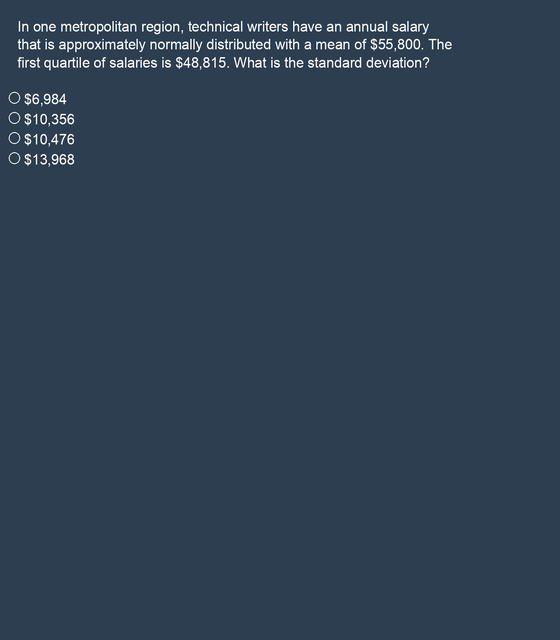 In one metropolitan region, technical writers have an annual salary
that is approximately normally distributed with a mean of $55,800. The
first quartile of salaries is $48,815. What is the standard deviation?
$6,984
$10,356
$10,476
$13,968